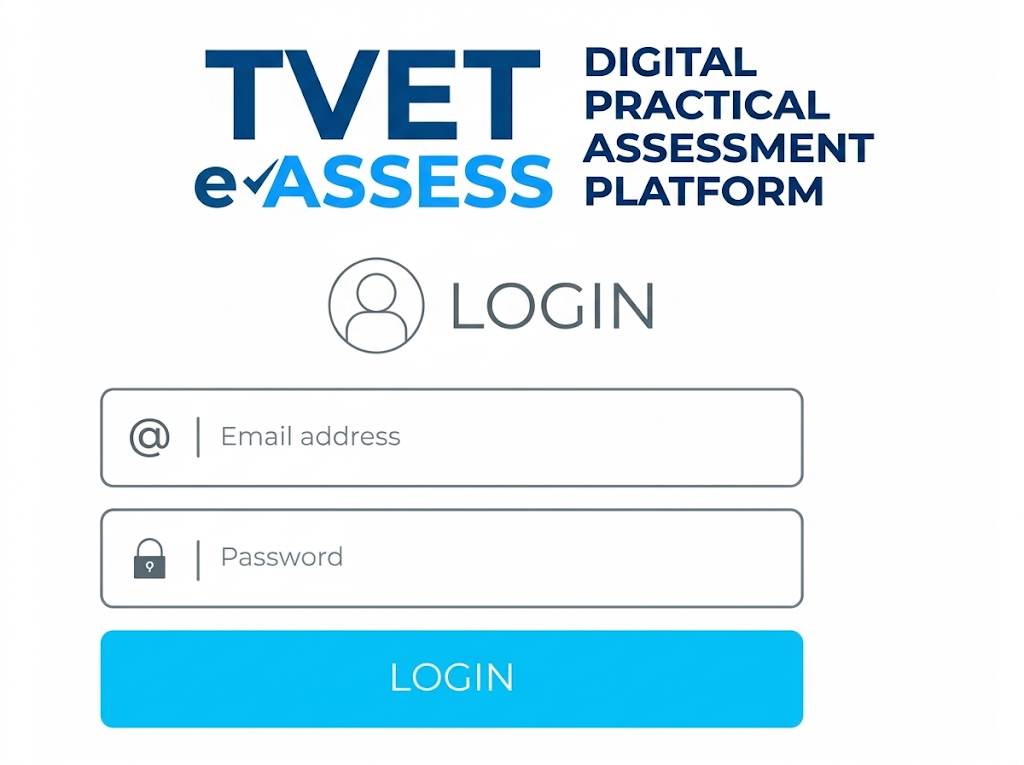 TVET
e✓ASSESS
DIGITAL
PRACTICAL
ASSESSMENT
PLATFORM
LOGIN
@ | Email address
Password
LOGIN